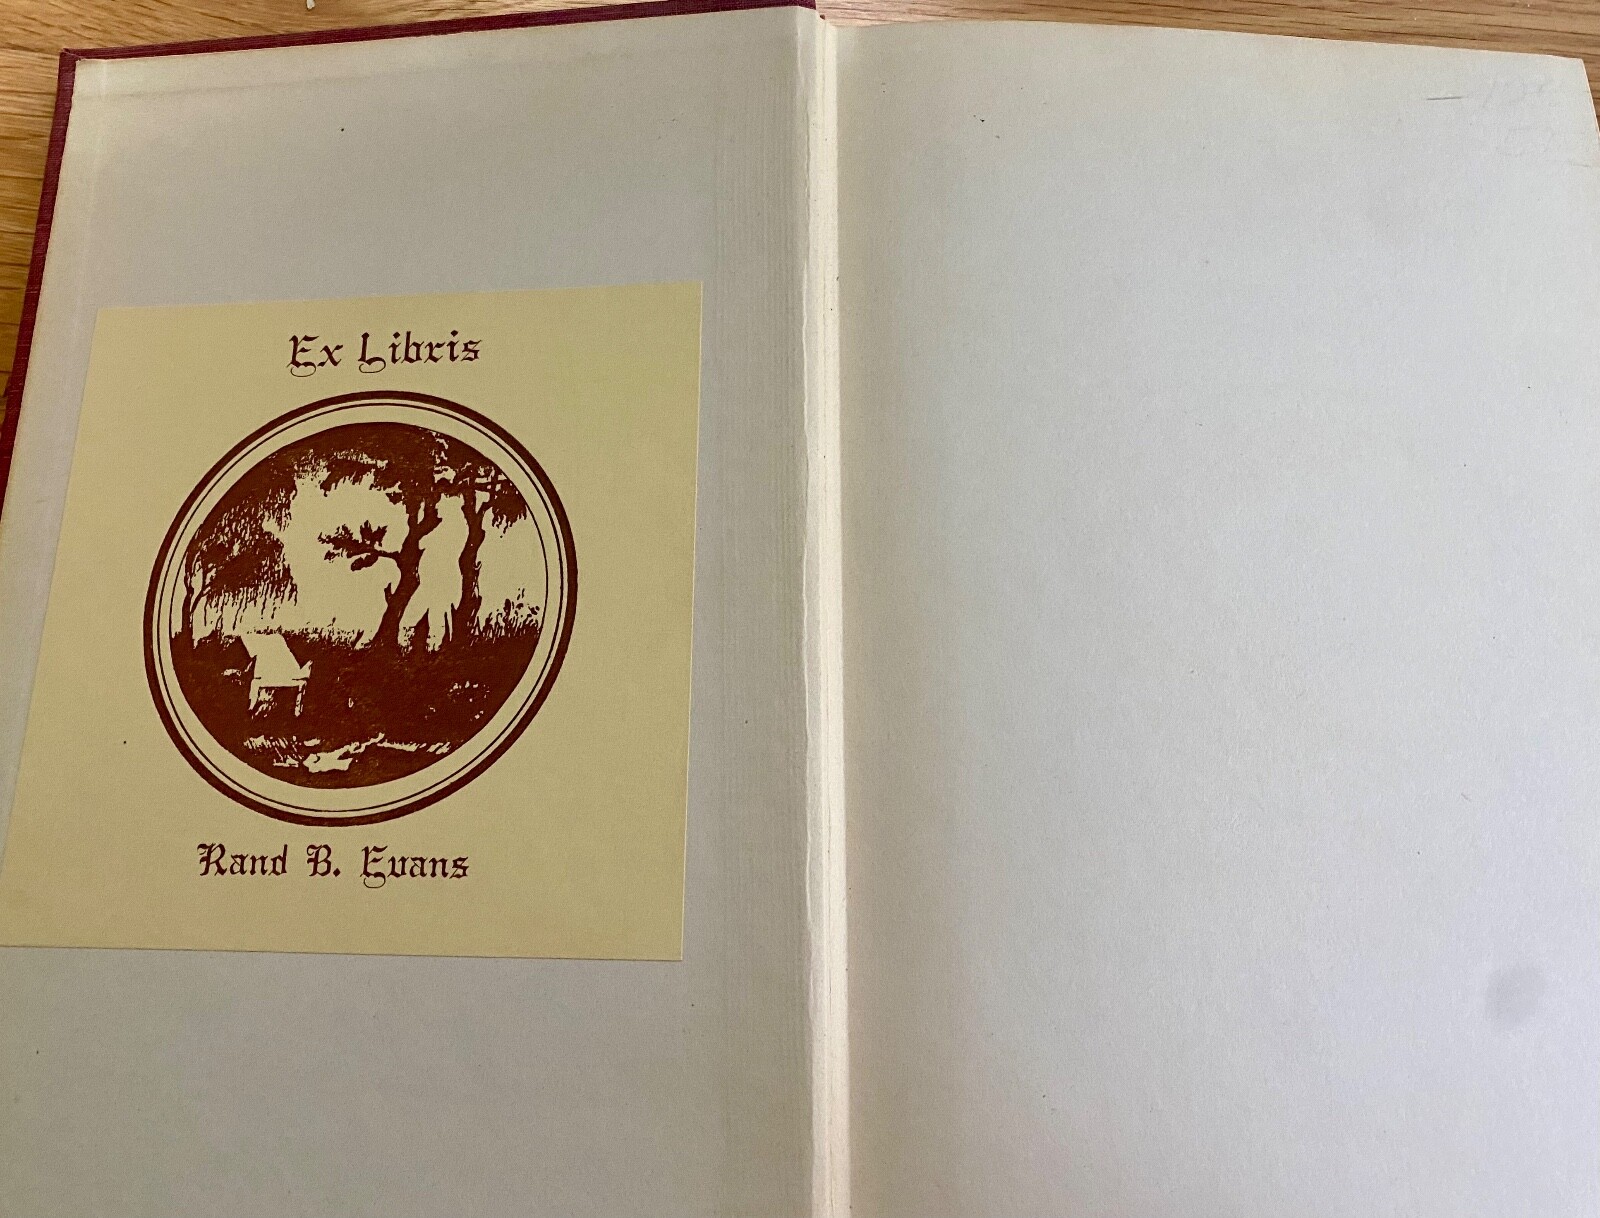 Ex Libris
Rand B. Evans